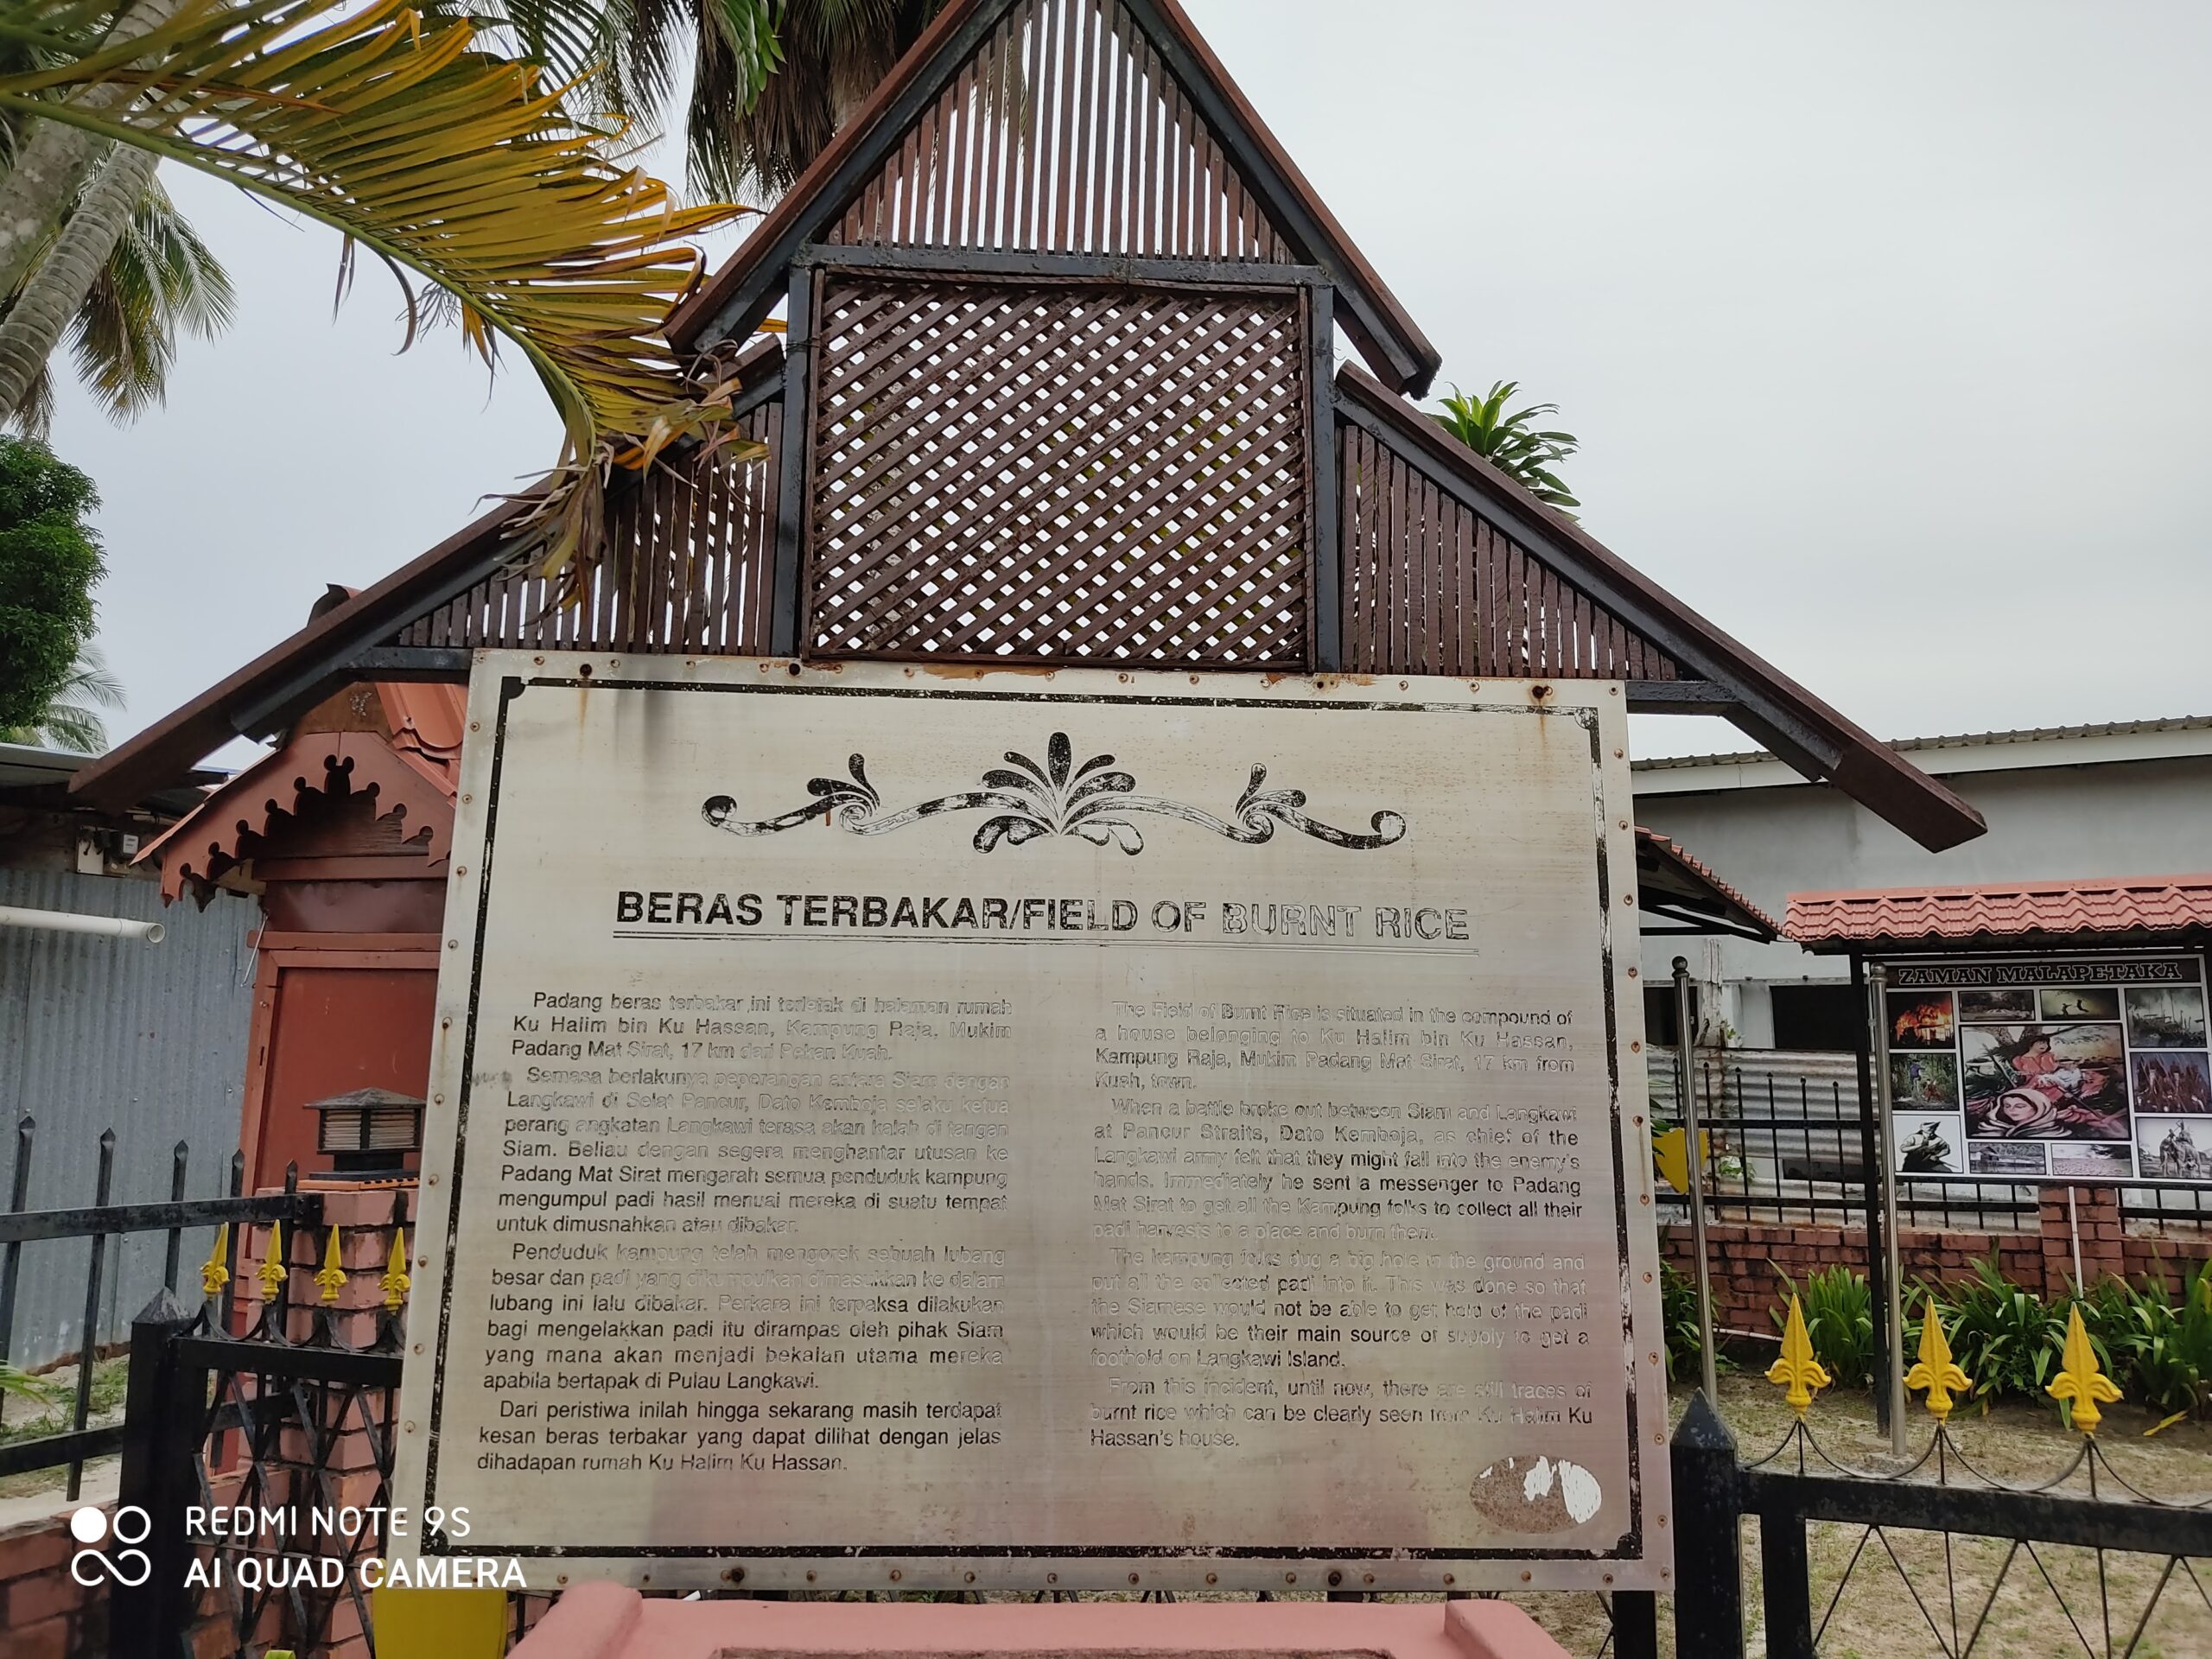 BERAS TERBAKAR/FIELD OF BURNT RICE
Padang beras terbakar ini terletak di halaman rumah
Ku Halim bin Ku Hassan, Kampung Raja, Mukim
Padang Mat Sirat, 17 km dari Pekan Kuah.
Semasa berlakunya peperangan antara Siam dengan
Langkawi di Selat Pancur, Dato Kemboja selaku ketua
perang angkatan Langkawi terasa akan kalah di tangan
Siam. Beliau dengan segera menghantar utusan ke
Padang Mat Sirat mengarah semua penduduk kampung
mengumpul padi hasil menuai mereka di suatu tempat
untuk dimusnahkan atau dibakar.
Penduduk kampung telah mengorek sebuah lubang
besar dan padi yang dikumpulkan dimasukkan ke dalam
lubang ini lalu dibakar. Perkara ini terpaksa dilakukan
bagi mengelakkan padi itu dirampas oleh pihak Siam
yang mana akan menjadi bekalan utama mereka
apabila bertapak di Pulau Langkawi.
Dari peristiwa inilah hingga sekarang masih terdapat
kesan beras terbakar yang dapat dilihat dengan jelas
dihadapan rumah Ku Halim Ku Hassan.
The Field of Burnt Rice is situated in the compound of
a house belonging to Ku Halim bin Ku Hassan,
Kampung Raja, Mukim Padang Mat Sirat, 17 km from
Kuah, town.
When a battle broke out between Siam and Langkawi
at Pancur Straits, Dato Kemboja, as chief of the
Langkawi army felt that they might fall into the enemy's
hands. Immediately he sent a messenger to Padang
Mat Sirat to get all the Kampung folks to collect all their
padi harvests to a place and burn them.
The kampung folks dug a big hole in the ground and
put all the collected padi into it. This was done so that
the Siamese would not be able to get hold of the padi
which would be their main source of supply to get a
foothold on Langkawi Island.
From this incident, until now, there are still traces of
burnt rice which can be clearly seen from Ku Halim Ku
Hassan's house.
ZAMAN MALAPETAKA
REDMI NOTE 9S
AI QUAD CAMERA